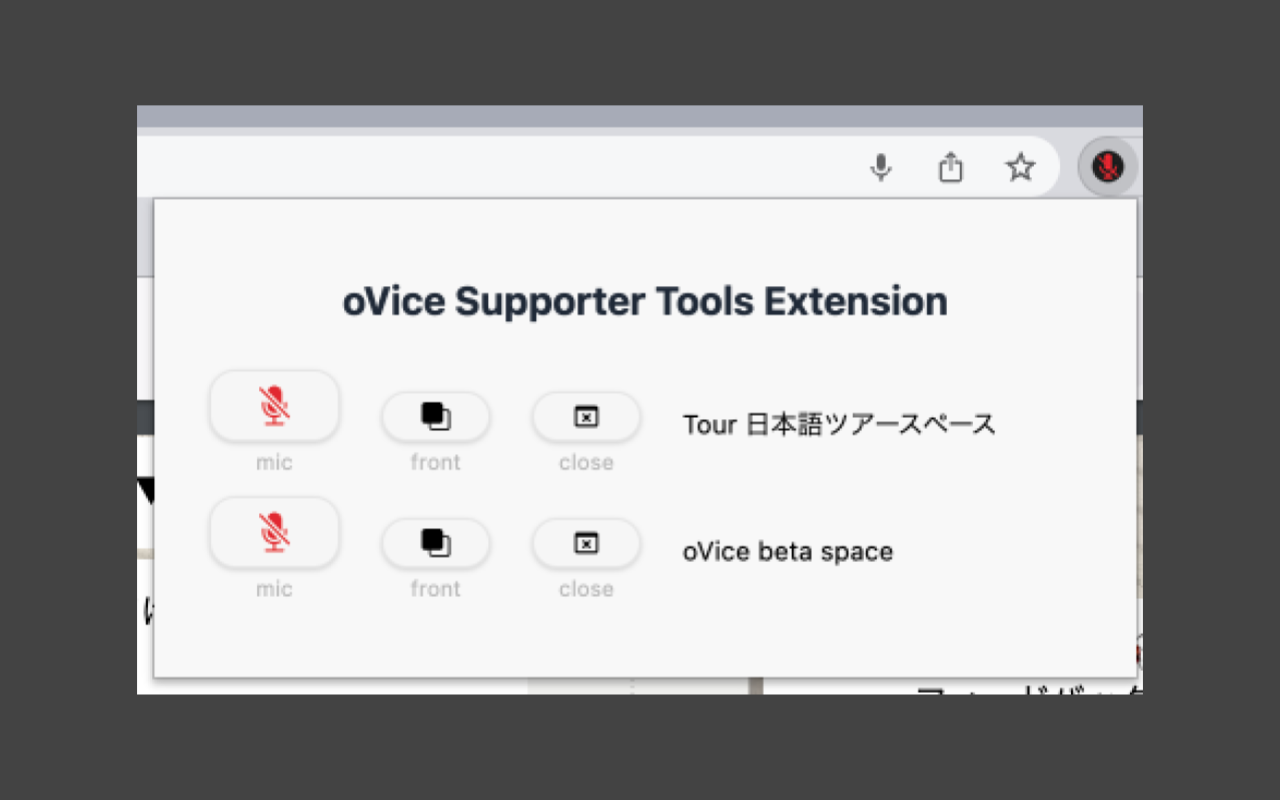 oVice Supporter Tools Extension
mic front close Tour 日本語ツアースペース
mic front close oVice beta space